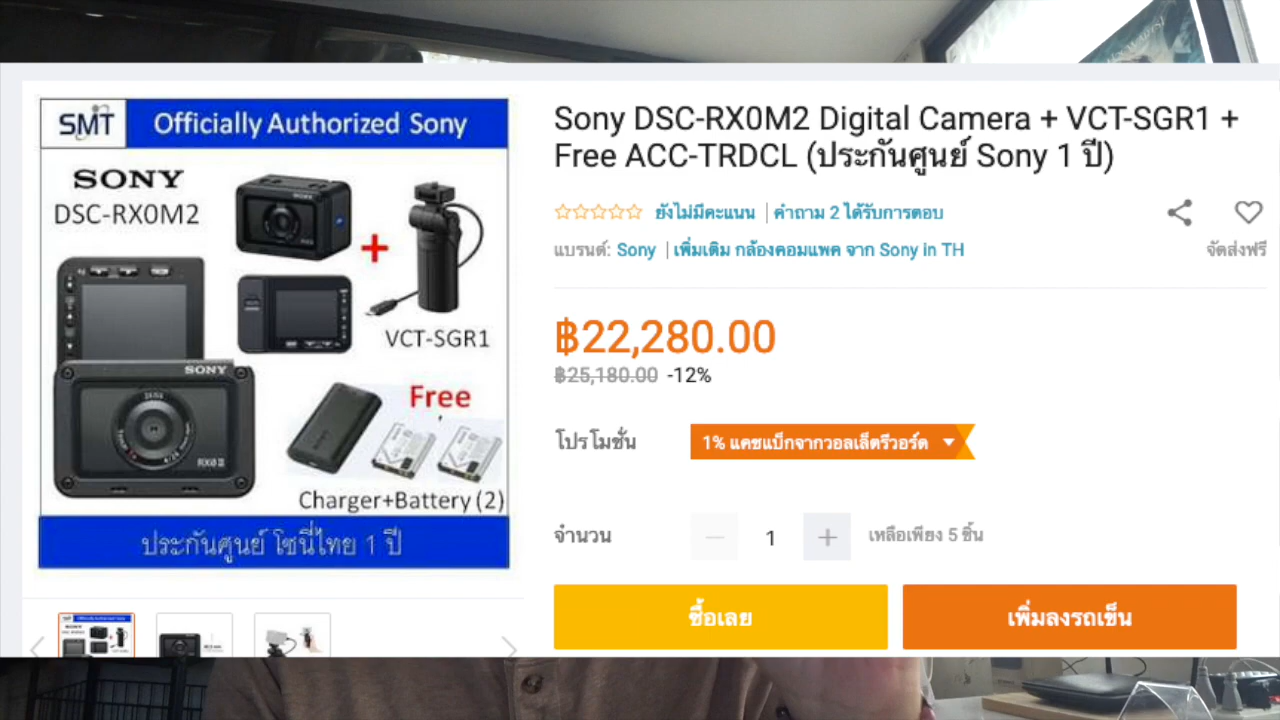 SMT
Officially Authorized Sony
SONY
DSC-RX0M2
VCT-SGR1
SONY
Free
Charger+Battery (2)
ประกันศูนย์ โซนี่ไทย 1 ปี
Sony DSC-RX0M2 Digital Camera + VCT-SGR1 +
Free ACC-TRDCL (ประกันศูนย์ Sony 1 ปี)
ยังไม่มีคะแนน | คำถาม 2 ได้รับการตอบ
แบรนด์: Sony | เพิ่มเติม กล้องคอมแพค จาก Sony in TH
จัดส่งฟรี
฿22,280.00
฿25,180.00 -12%
โปรโมชั่น
1% แคชแบ็กจากวอลเล็ตรีวอร์ด
จำนวน
1
เหลือเพียง 5 ชิ้น
ซื้อเลย
เพิ่มลงรถเข็น